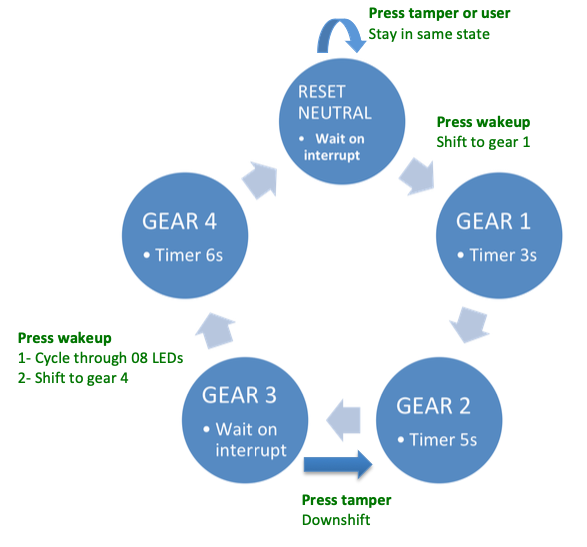 Press tamper or user
Stay in same state
RESET
NEUTRAL
• Wait on
interrupt
Press wakeup
Shift to gear 1
GEAR 4
• Timer 6s
GEAR 1
• Timer 3s
Press wakeup
1- Cycle through 08 LEDs
2- Shift to gear 4
GEAR 3
• Wait on
interrupt
GEAR 2
• Timer 5s
Press tamper
Downshift